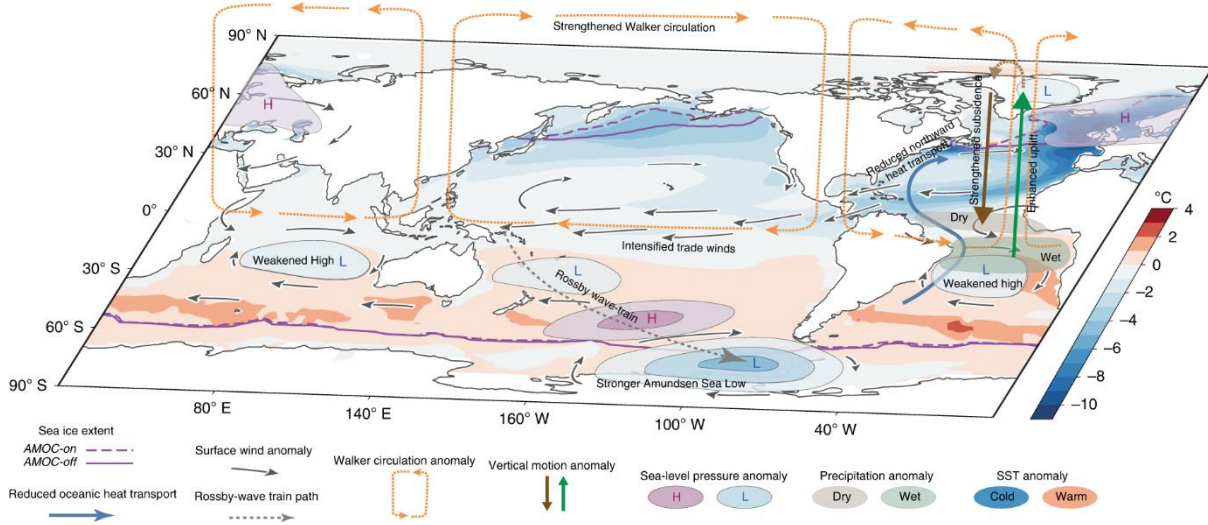 Strengthened Walker circulation
90° N
60° N
30° N
0°
30° S
60° S
90° S
H
L
H
Reduced northward
heat transport
Strengthened subsidence
Enhanced uplift
Dry
Wet
Intensified trade winds
Weakened High L
L
L
Weakened high
Rossby wave-train
H
L
Stronger Amundsen Sea Low
°C
4
2
0
−2
−4
−6
−8
−10
80° E
140° E
160° W
100° W
40° W
Sea ice extent
AMOC-on
AMOC-off
Reduced oceanic heat transport
Surface wind anomaly
Rossby-wave train path
Walker circulation anomaly
Vertical motion anomaly
Sea-level pressure anomaly
H L
Precipitation anomaly
Dry Wet
SST anomaly
Cold Warm